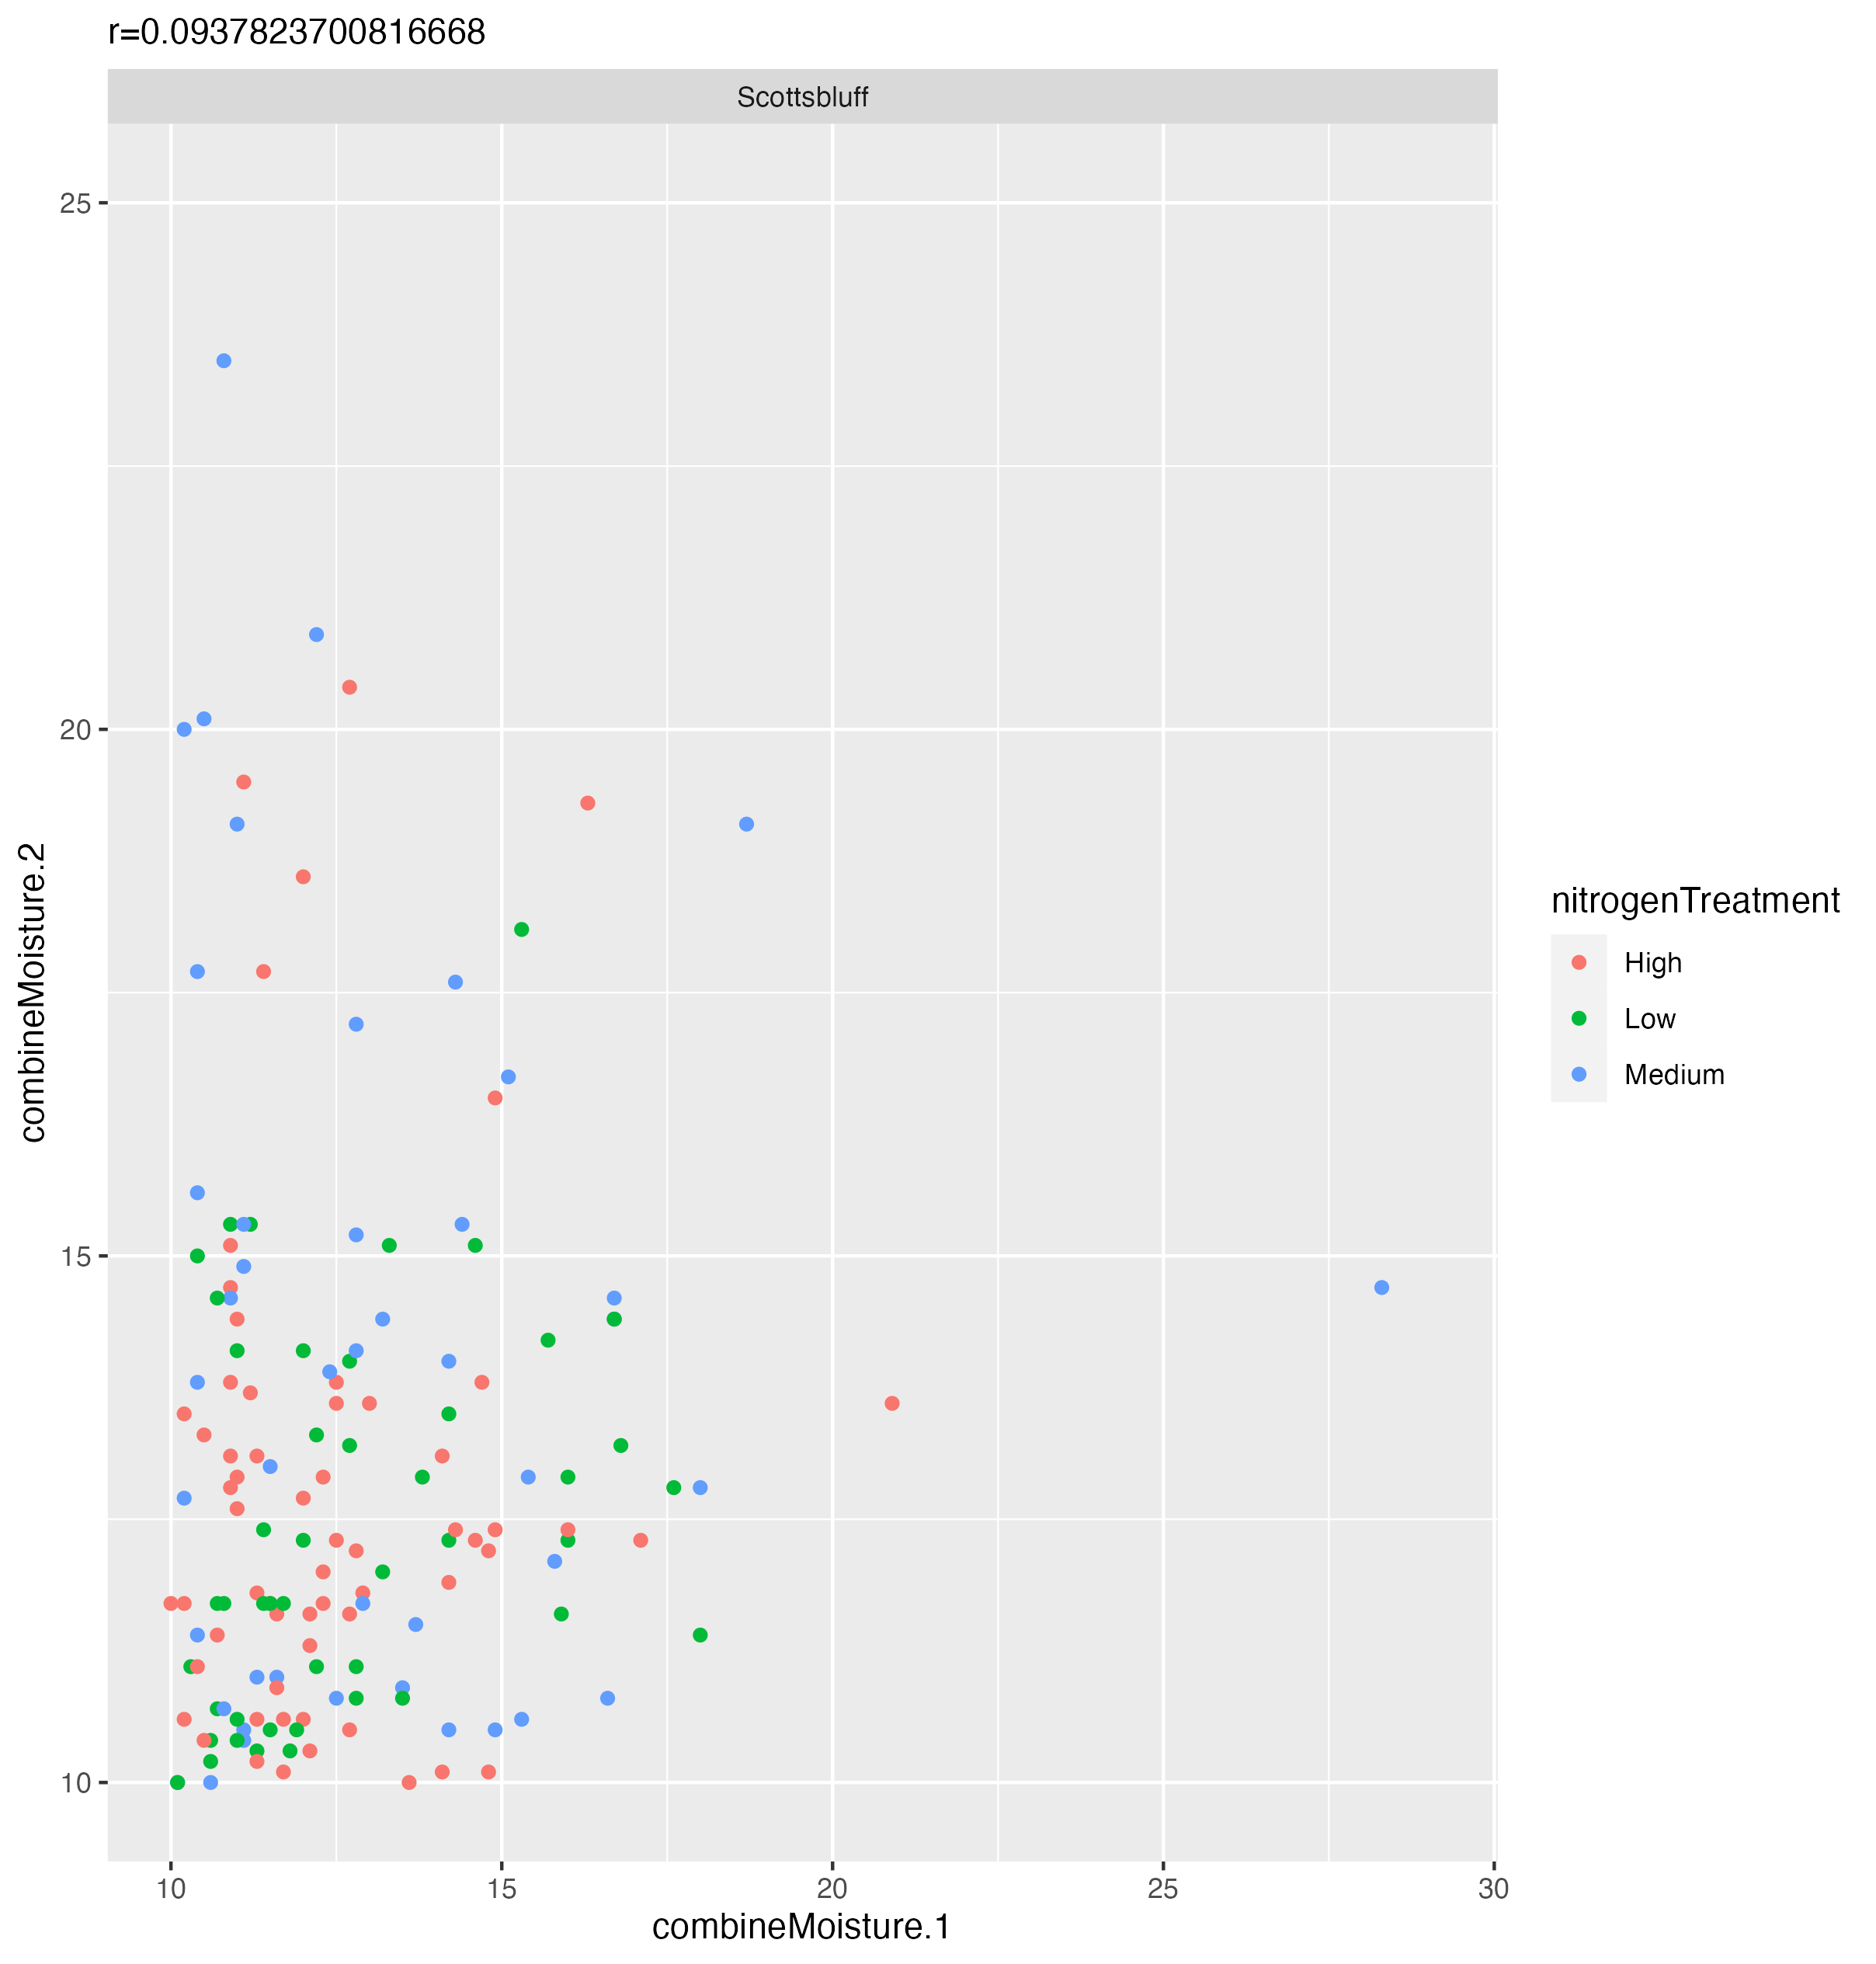 r=0.0937823700816668
Scottsbluff
25
20
15
10
combineMoisture.2
10 15 20 25 30
combineMoisture.1
nitrogenTreatment
High
Low
Medium